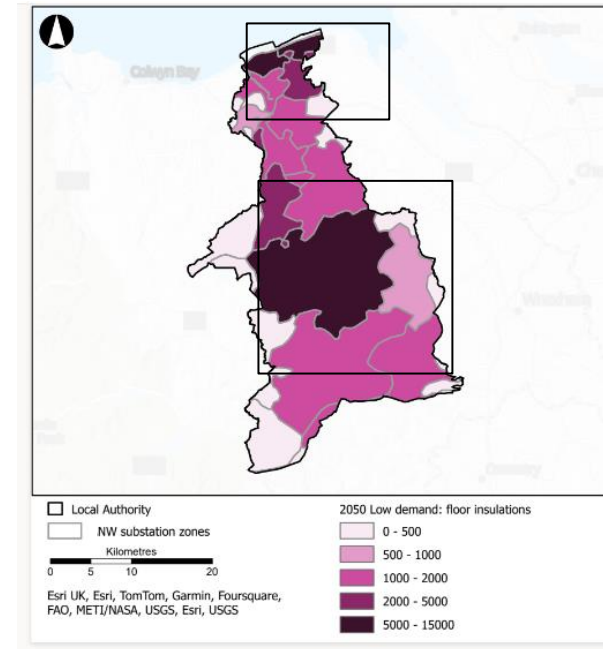 Colwyn Bay
Local Authority
NW substation zones
Kilometres
0 5 10 20
Esri UK, Esri, TomTom, Garmin, Foursquare,
FAO, METI/NASA, USGS, Esri, USGS
2050 Low demand: floor insulations
0 - 500
500 - 1000
1000 - 2000
2000 - 5000
5000 - 15000